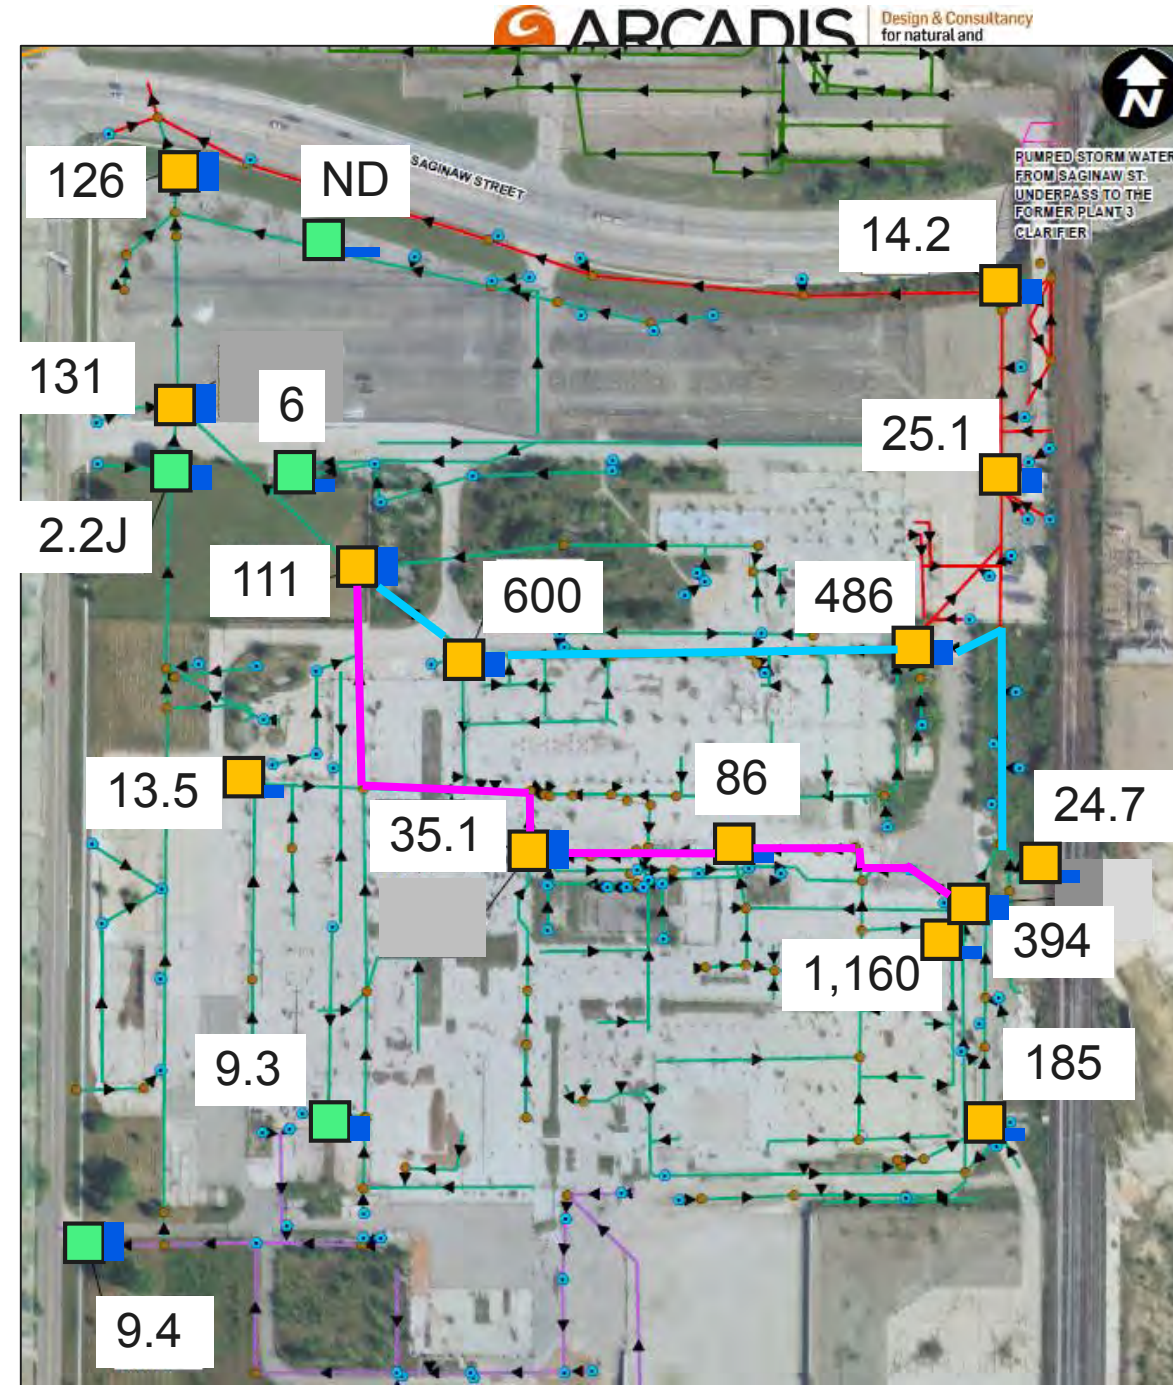 ARCADIS
Design & Consultancy
for natural and
N
PUMPED STORM WATER
FROM SAGINAW ST.
UNDERPASS TO THE
FORMER PLANT 3
CLARIFIER
126
ND
SAGINAW STREET
14.2
131
6
25.1
2.2J
111
600
486
13.5
86
24.7
35.1
394
1,160
9.3
185
9.4